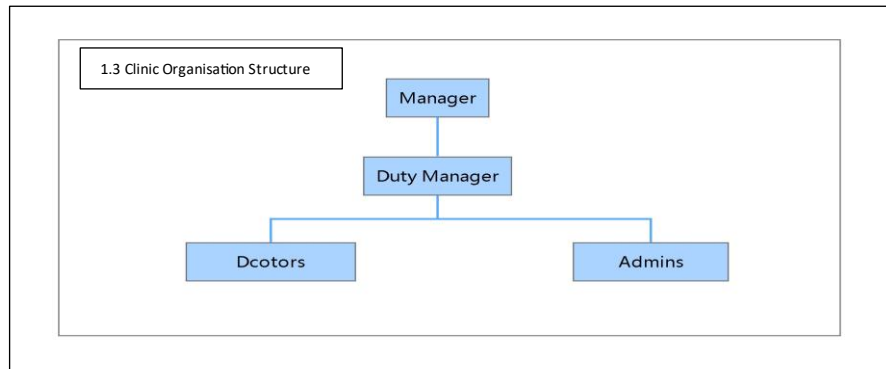 1.3 Clinic Organisation Structure
Manager
Duty Manager
Dcotors
Admins